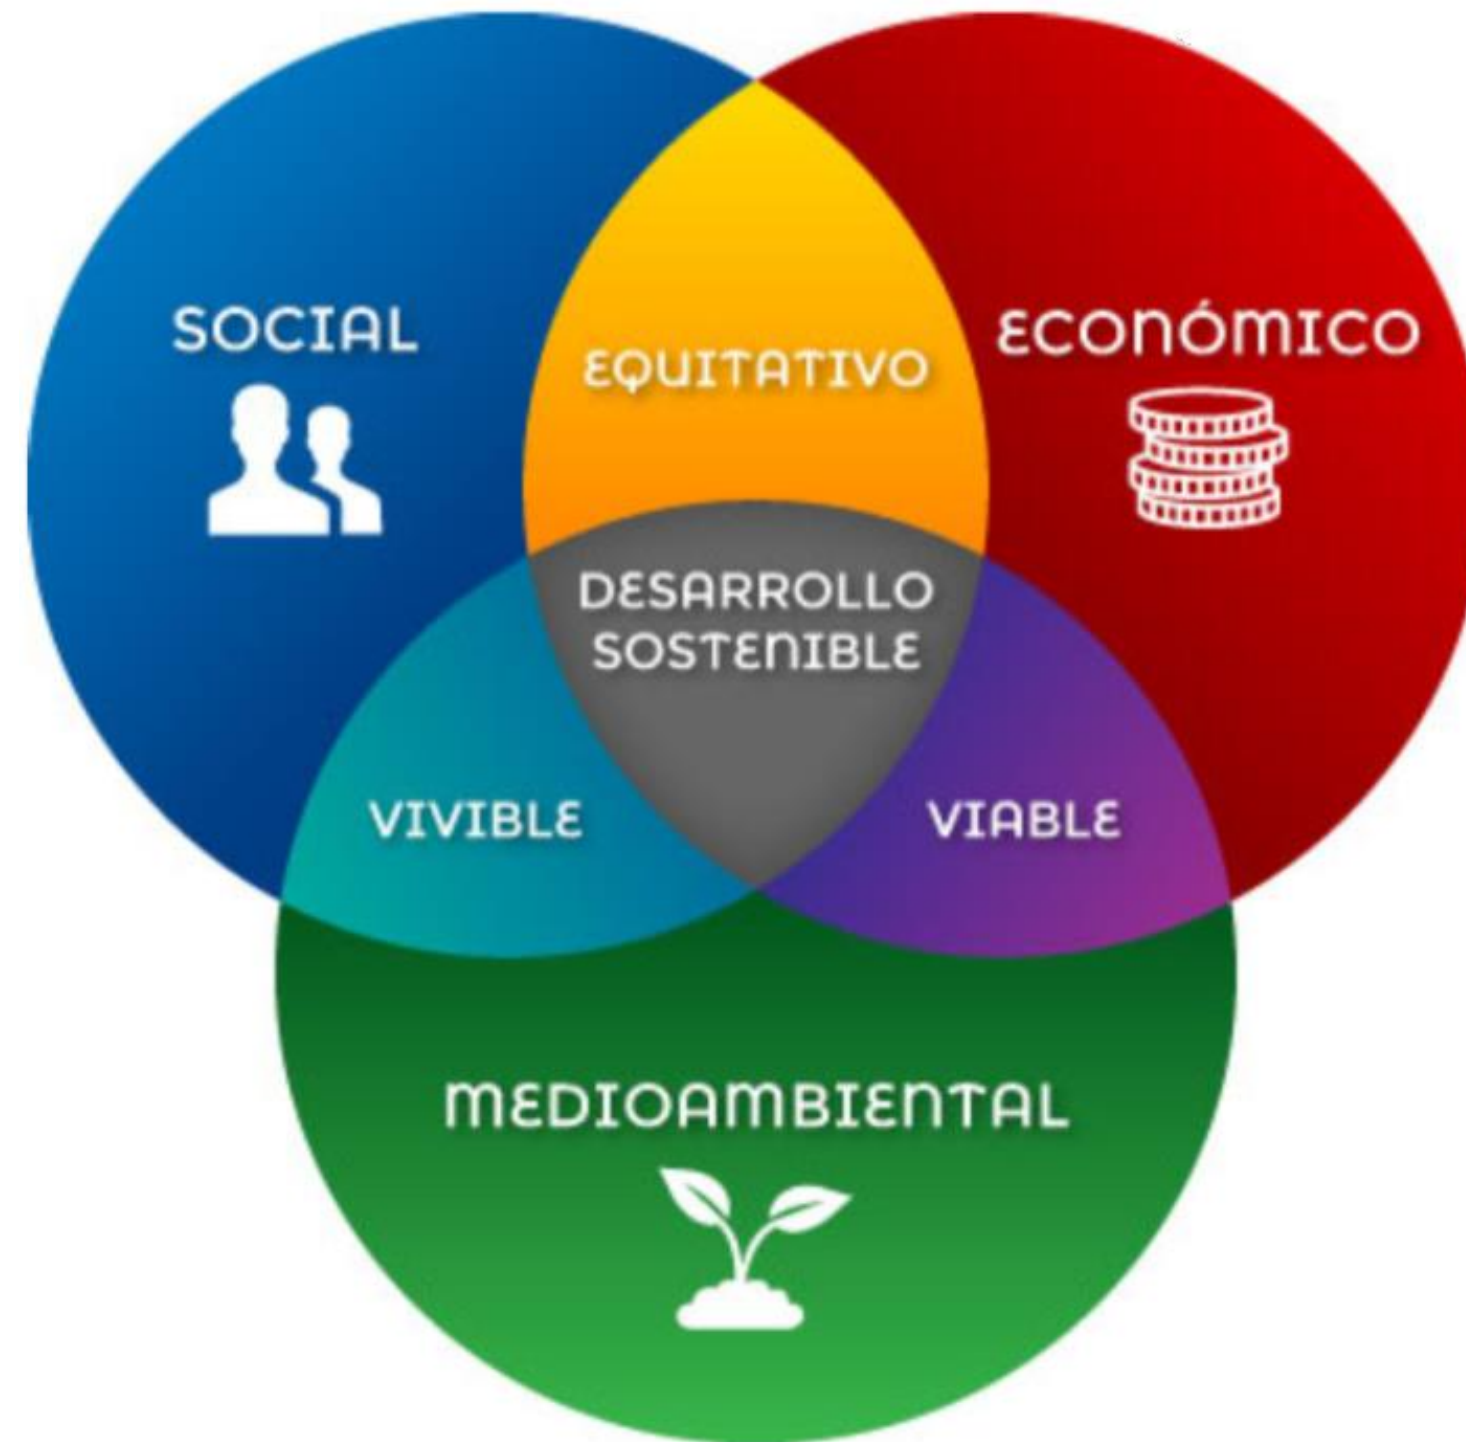 SOCIAL
ECONÓMICO
EQUITATIVO
DESARROLLO
SOSTENIBLE
VIVIBLE
VIABLE
MEDIOAMBIENTAL